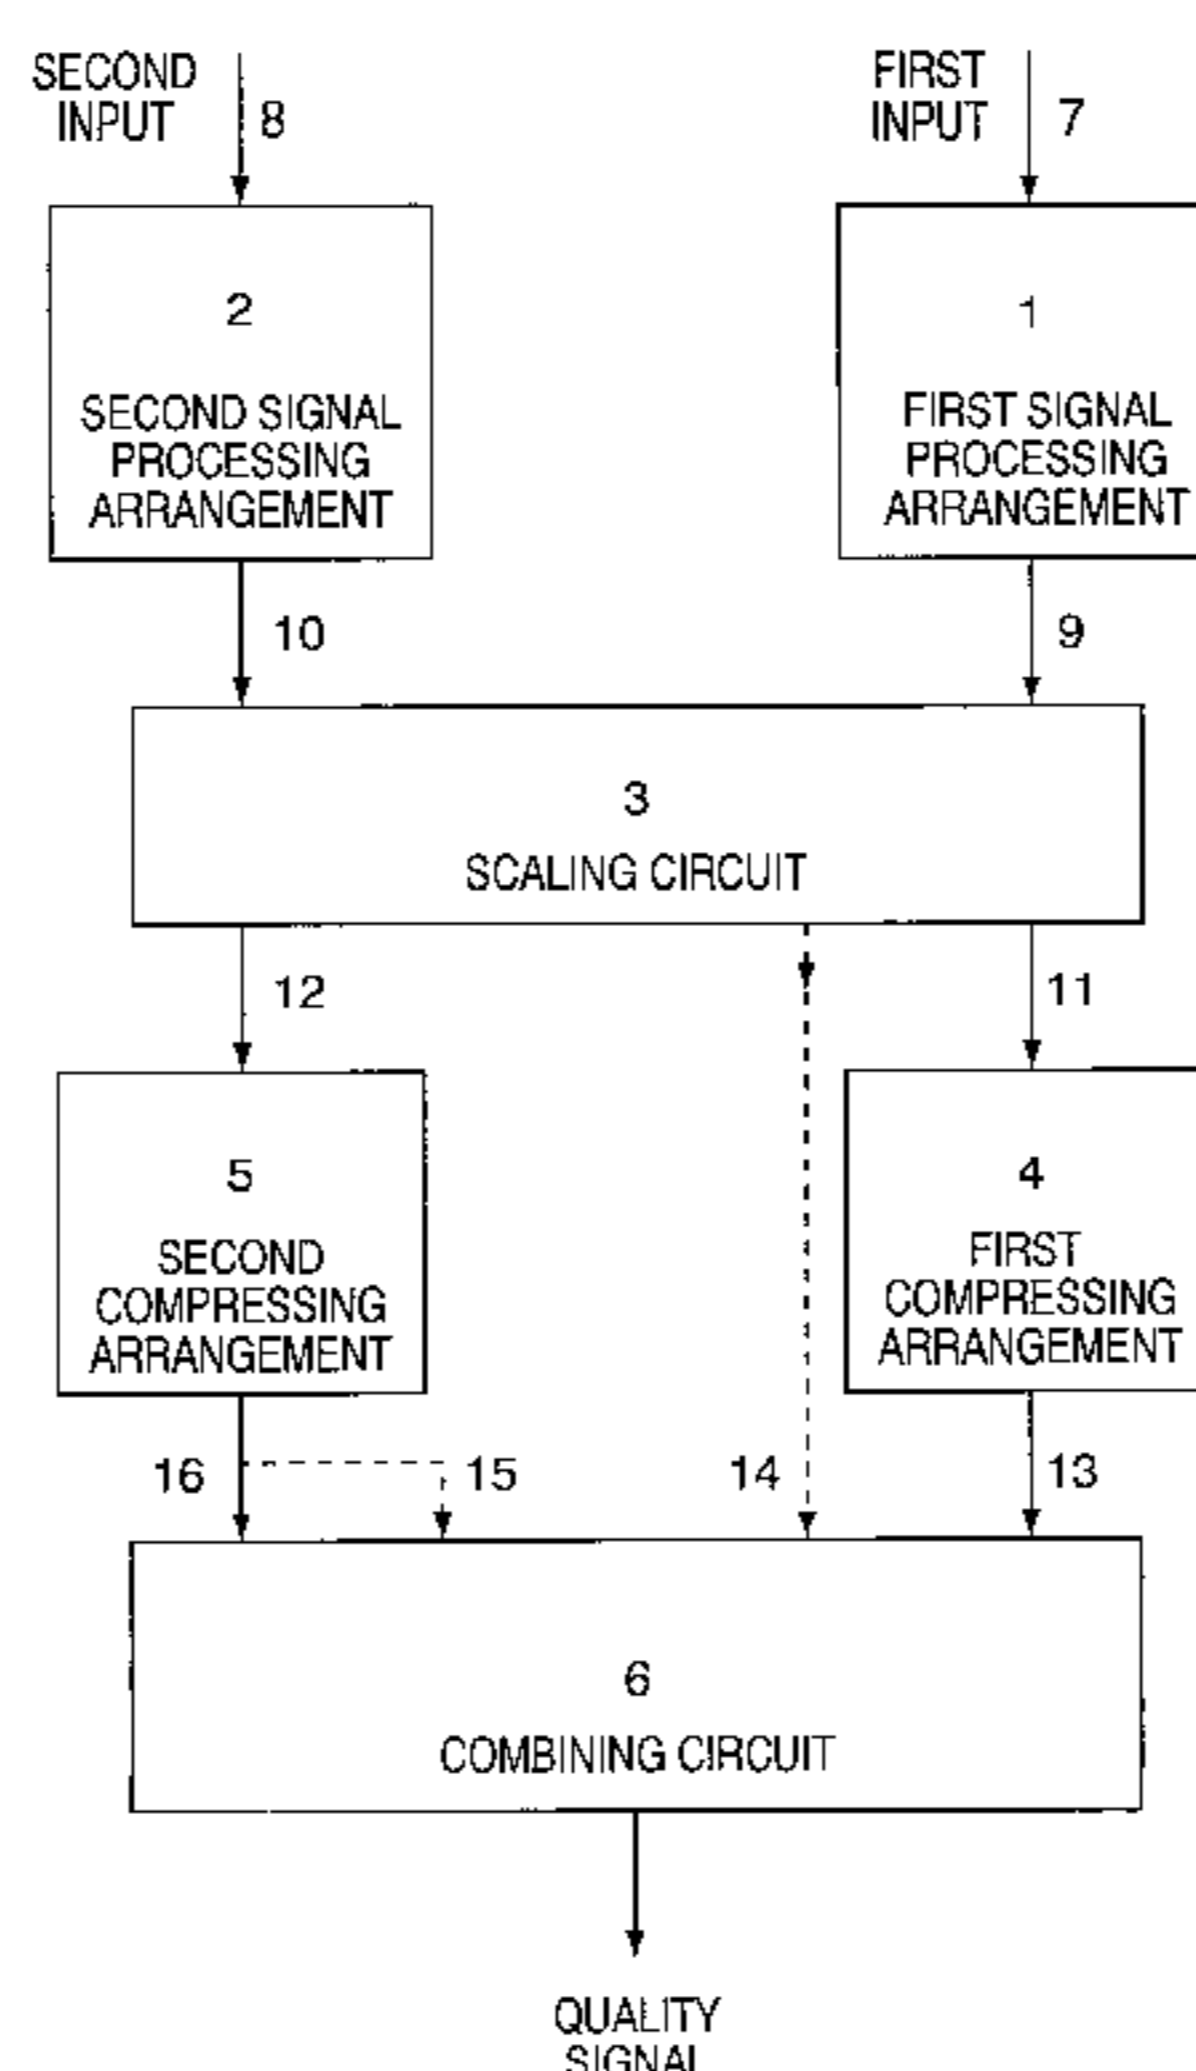 SECOND
INPUT
8
FIRST
INPUT
7
2
SECOND SIGNAL
PROCESSING
ARRANGEMENT
1
FIRST SIGNAL
PROCESSING
ARRANGEMENT
10
9
3
SCALING CIRCUIT
12
11
5
SECOND
COMPRESSING
ARRANGEMENT
4
FIRST
COMPRESSING
ARRANGEMENT
16
15
14
13
6
COMBINING CIRCUIT
QUALITY
SIGNAL